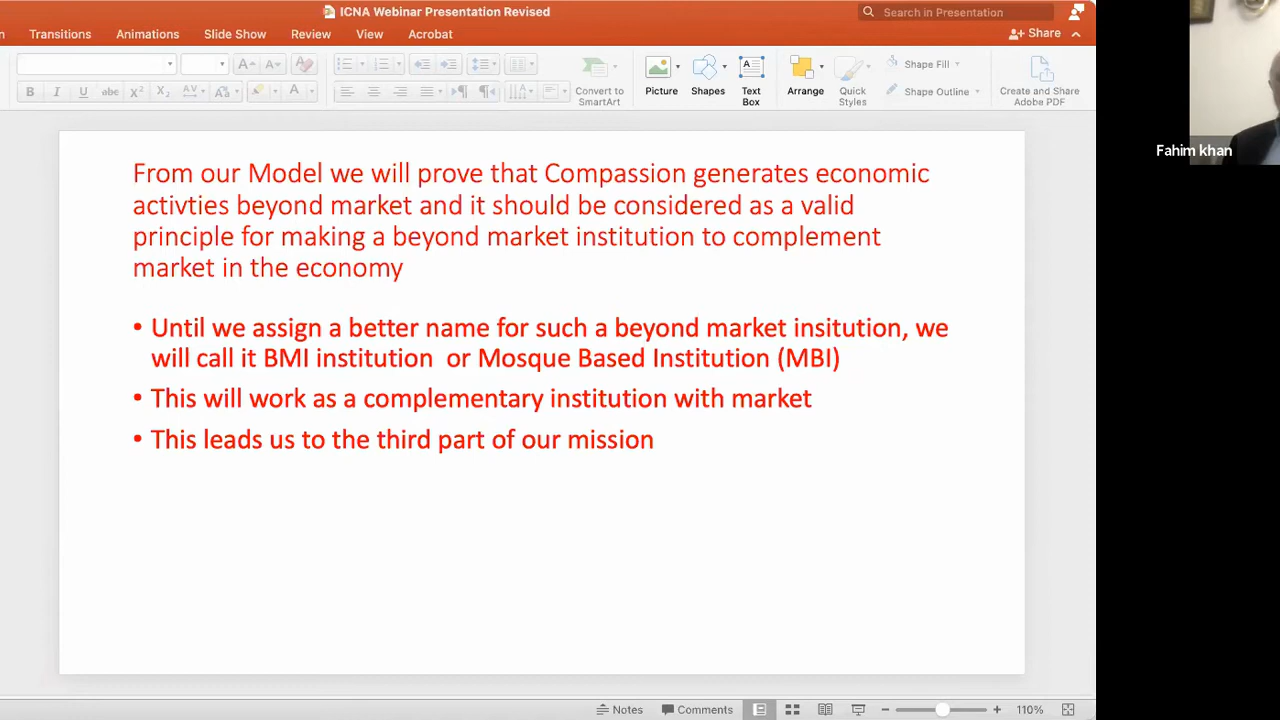 ICNA Webinar Presentation Revised
Search in Presentation
Transitions Animations Slide Show Review View Acrobat
Share
Convert to
SmartArt
Picture
Shapes
Text
Box
Arrange
Quick
Styles
Shape Fill
Shape Outline
Create and Share
Adobe PDF
B I U abc X² X₂ AV Aa A
Fahim khan
From our Model we will prove that Compassion generates economic
activties beyond market and it should be considered as a valid
principle for making a beyond market institution to complement
market in the economy
• Until we assign a better name for such a beyond market insitution, we
will call it BMI institution or Mosque Based Institution (MBI)
• This will work as a complementary institution with market
• This leads us to the third part of our mission
Notes
Comments
110%